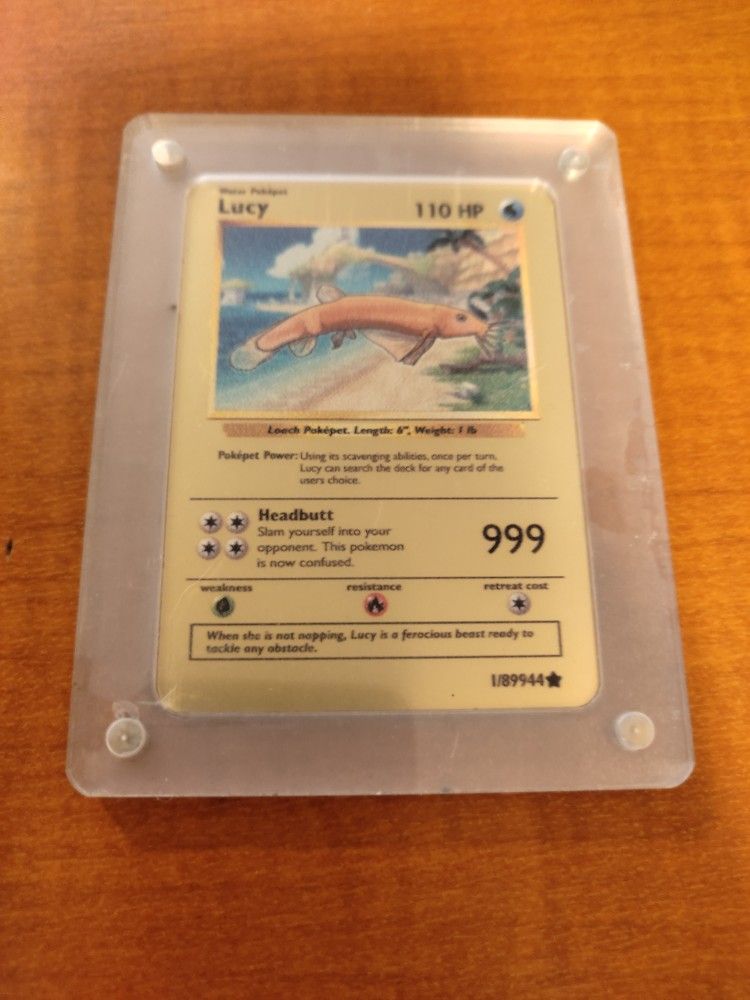 Water Poképet
Lucy 110 HP
Loach Poképet. Length: 6", Weight: 1 lb
Poképet Power: Using its scavenging abilities, once per turn,
Lucy can search the deck for any card of the
users choice.
Headbutt
Slam yourself into your
opponent. This pokemon
is now confused.
999
weakness resistance retreat cost
When she is not napping, Lucy is a ferocious beast ready to
tackle any obstacle.
1/89944